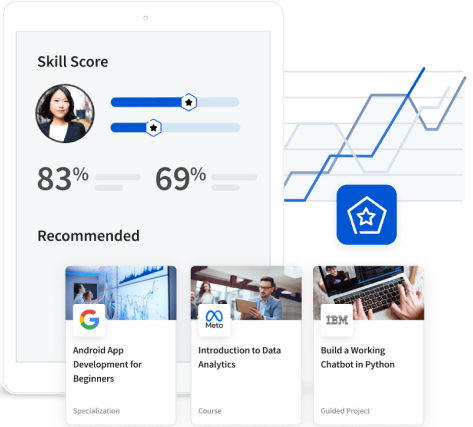 Skill Score
83%
69%
Recommended
Meta
IBM
Android App
Development for
Beginners
Introduction to Data
Analytics
Build a Working
Chatbot in Python
Specialization
Course
Guided Project